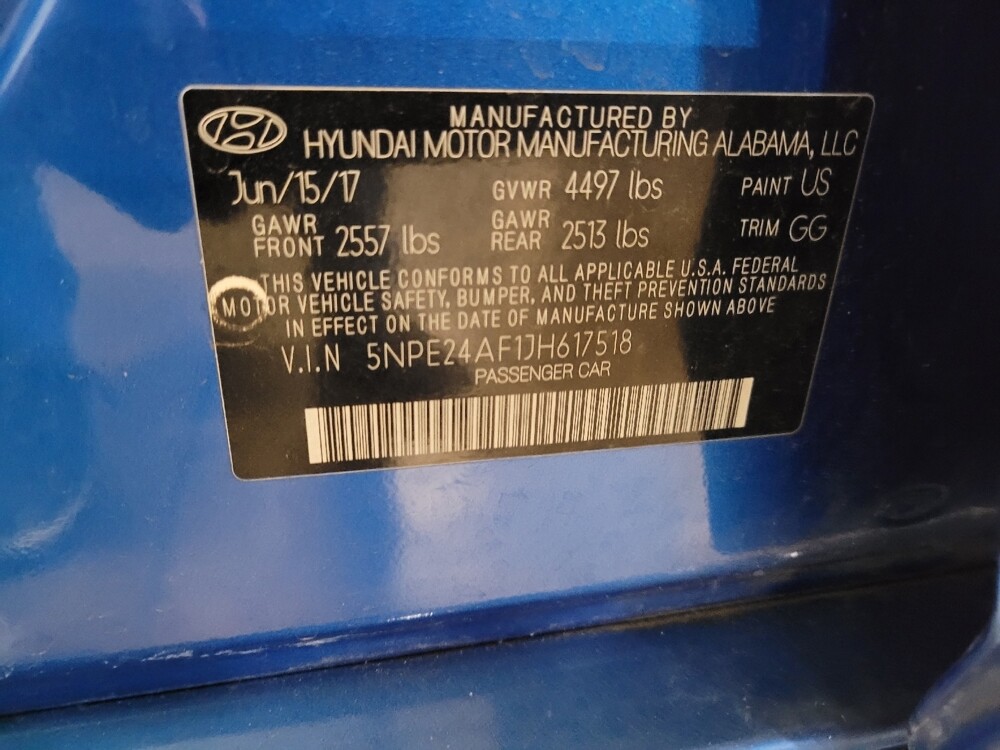 MANUFACTURED BY
HYUNDAI MOTOR MANUFACTURING ALABAMA, LLC
Jun/15/17 GVWR 4497 lbs PAINT US
GAWR FRONT 2557 lbs GAWR REAR 2513 lbs TRIM GG
THIS VEHICLE CONFORMS TO ALL APPLICABLE U.S.A. FEDERAL
MOTOR VEHICLE SAFETY, BUMPER, AND THEFT PREVENTION STANDARDS
IN EFFECT ON THE DATE OF MANUFACTURE SHOWN ABOVE
V.I.N 5NPE24AF1JH617518
PASSENGER CAR